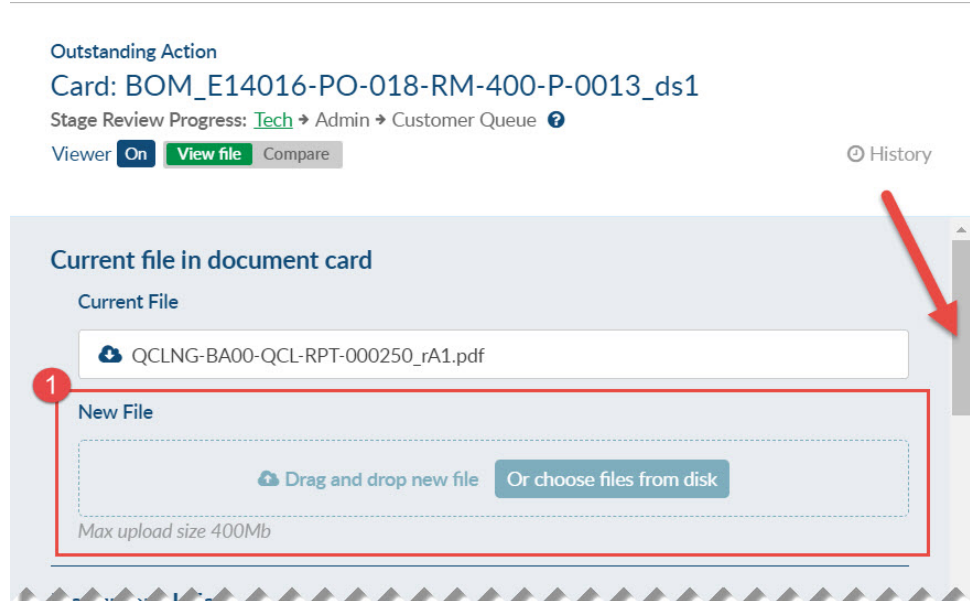 Outstanding Action
Card: BOM_E14016-PO-018-RM-400-P-0013_ds1
Stage Review Progress: Tech → Admin → Customer Queue ?
Viewer On View file Compare
History
Current file in document card
Current File
QCLNG-BA00-QCL-RPT-000250_rA1.pdf
1
New File
Drag and drop new file Or choose files from disk
Max upload size 400Mb